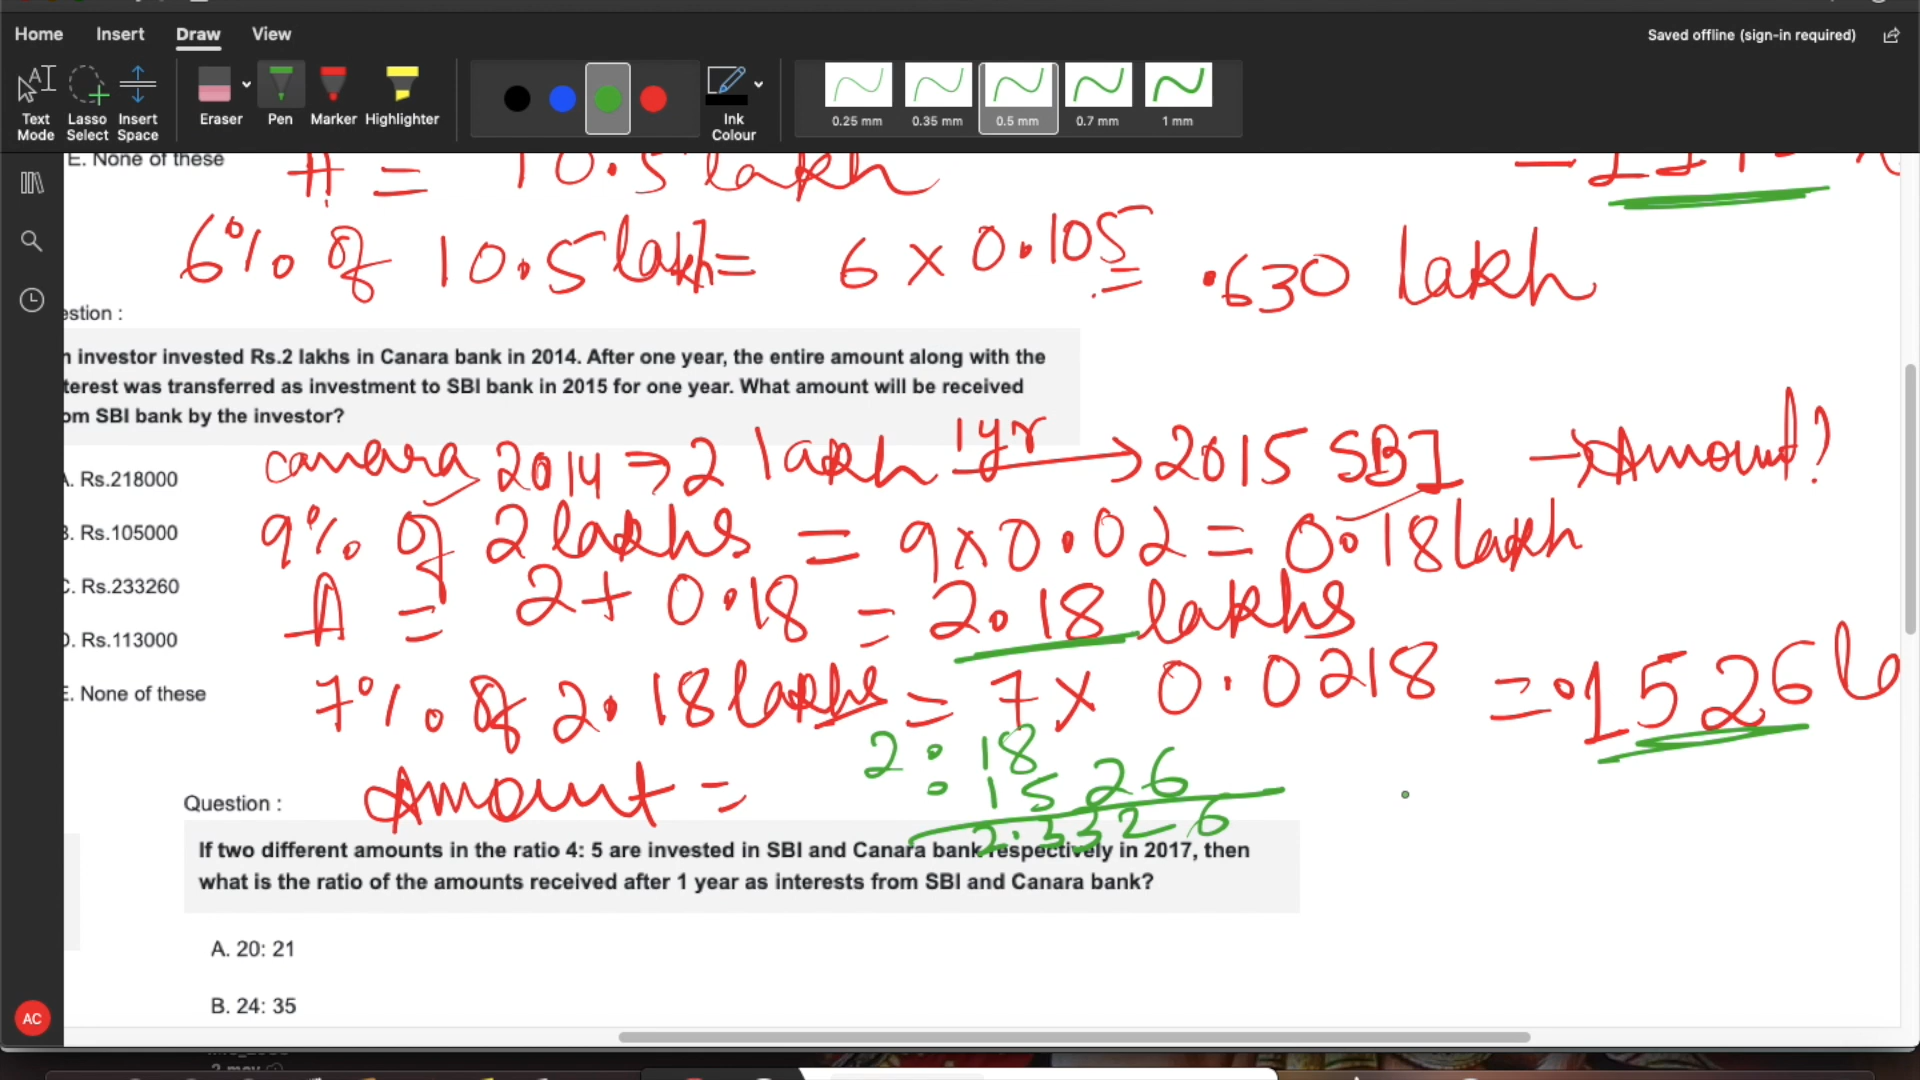 Home Insert Draw View
Saved offline (sign-in required)
Text Mode
Lasso Select
Insert Space
Eraser
Pen
Marker
Highlighter
Ink Colour
0.25 mm
0.35 mm
0.5 mm
0.7 mm
1 mm
E. None of these
A = 10.5 lakh
6% of 10.5 lakh = 6 x 0.105 = .630 lakh
estion :
n investor invested Rs.2 lakhs in Canara bank in 2014. After one year, the entire amount along with the
terest was transferred as investment to SBI bank in 2015 for one year. What amount will be received
om SBI bank by the investor?
canara 2014 → 2 lakh 1yr → 2015 SBI → Amount?
A. Rs.218000
9% of 2 lakhs = 9x0.02 = 0.18 lakh
B. Rs.105000
C. Rs.233260
A = 2 + 0.18 = 2.18 lakhs
D. Rs.113000
E. None of these
7% of 2.18 lakhs = 7 x 0.0218 = .1526 la
2.18
Amount = .1526
2.3326
Question :
If two different amounts in the ratio 4: 5 are invested in SBI and Canara bank respectively in 2017, then
what is the ratio of the amounts received after 1 year as interests from SBI and Canara bank?
A. 20: 21
B. 24: 35
AC